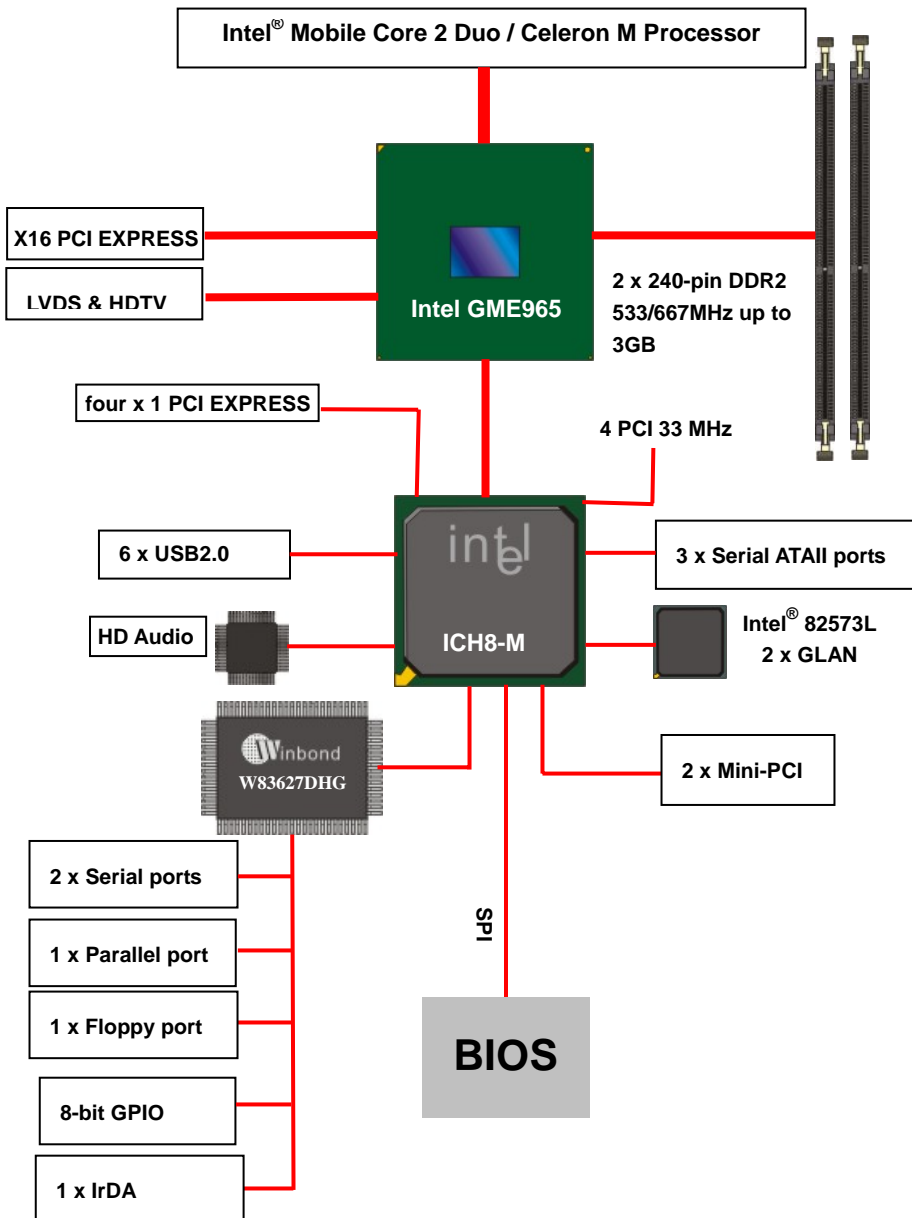 Intel® Mobile Core 2 Duo / Celeron M Processor
X16 PCI EXPRESS
LVDS & HDTV
Intel GME965
2 x 240-pin DDR2
533/667MHz up to
3GB
four x 1 PCI EXPRESS
4 PCI 33 MHz
6 x USB2.0
intel
3 x Serial ATAII ports
HD Audio
ICH8-M
Intel® 82573L
2 x GLAN
Winbond
W83627DHG
2 x Mini-PCI
2 x Serial ports
SPI
1 x Parallel port
1 x Floppy port
BIOS
8-bit GPIO
1 x IrDA